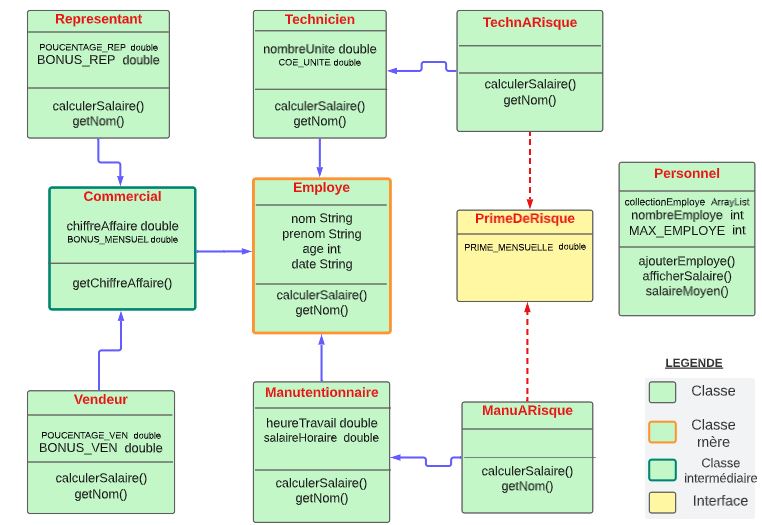 Representant
POUCENTAGE_REP double
BONUS_REP double
calculerSalaire()
getNom()
Technicien
nombreUnite double
COE_UNITE double
calculerSalaire()
getNom()
TechnARisque
calculerSalaire()
getNom()
Commercial
chiffreAffaire double
BONUS_MENSUEL double
getChiffreAffaire()
Employe
nom String
prenom String
age int
date String
calculerSalaire()
getNom()
PrimeDeRisque
PRIME_MENSUELLE double
Personnel
collectionEmploye ArrayList
nombreEmploye int
MAX_EMPLOYE int
ajouterEmploye()
afficherSalaire()
salaireMoyen()
Vendeur
POUCENTAGE_VEN double
BONUS_VEN double
calculerSalaire()
getNom()
Manutentionnaire
heureTravail double
salaireHoraire double
calculerSalaire()
getNom()
ManuARisque
calculerSalaire()
getNom()
LEGENDE
Classe
Classe
mère
Classe
intermédiaire
Interface